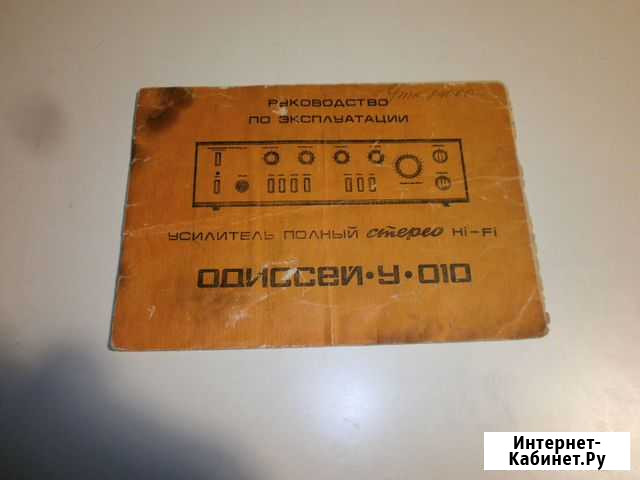 РУКОВОДСТВО
ПО ЭКСПЛУАТАЦИИ
УСИЛИТЕЛЬ ПОЛНЫЙ стерео Hi-Fi
ОДИССЕЙ·У·010
Интернет-
Кабинет.Ру